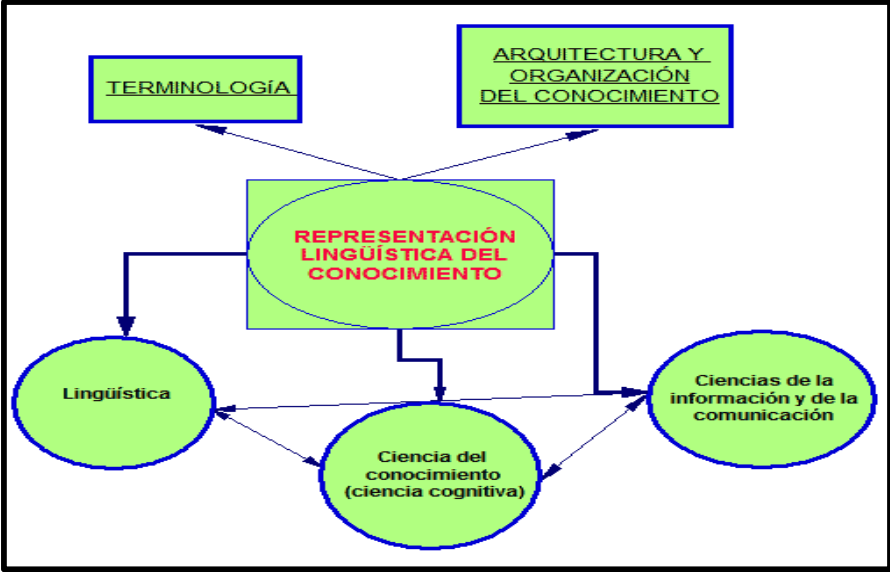 TERMINOLOGÍA
ARQUITECTURA Y
ORGANIZACIÓN
DEL CONOCIMIENTO
REPRESENTACIÓN
LINGÜÍSTICA DEL
CONOCIMIENTO
Lingüística
Ciencia del
conocimiento
(ciencia cognitiva)
Ciencias de la
información y de la
comunicación